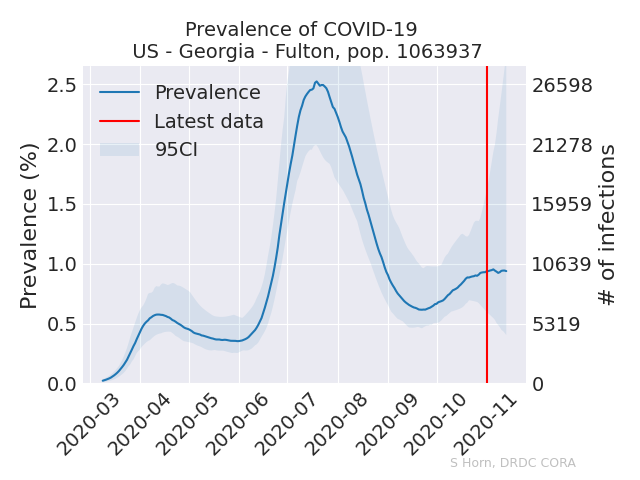 Prevalence of COVID-19
US - Georgia - Fulton, pop. 1063937
Prevalence
Latest data
95CI
Prevalence (%)
2.5
2.0
1.5
1.0
0.5
0.0
26598
21278
15959
10639
5319
0
# of infections
2020-03
2020-04
2020-05
2020-06
2020-07
2020-08
2020-09
2020-10
2020-11
S Horn, DRDC CORA